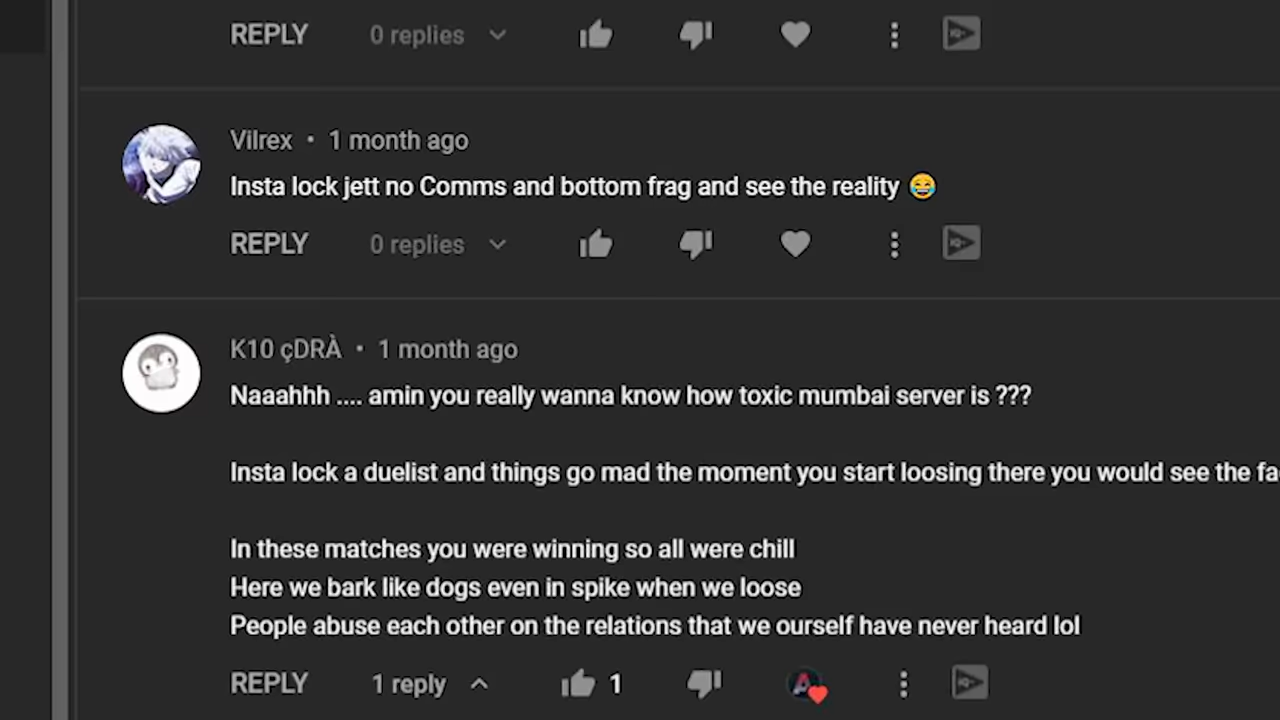 REPLY 0 replies
Vilrex • 1 month ago
Insta lock jett no Comms and bottom frag and see the reality 😂
REPLY 0 replies
K10 çDRÀ • 1 month ago
Naaahhh .... amin you really wanna know how toxic mumbai server is ???
Insta lock a duelist and things go mad the moment you start loosing there you would see the
In these matches you were winning so all were chill
Here we bark like dogs even in spike when we loose
People abuse each other on the relations that we ourself have never heard lol
REPLY 1 reply 1